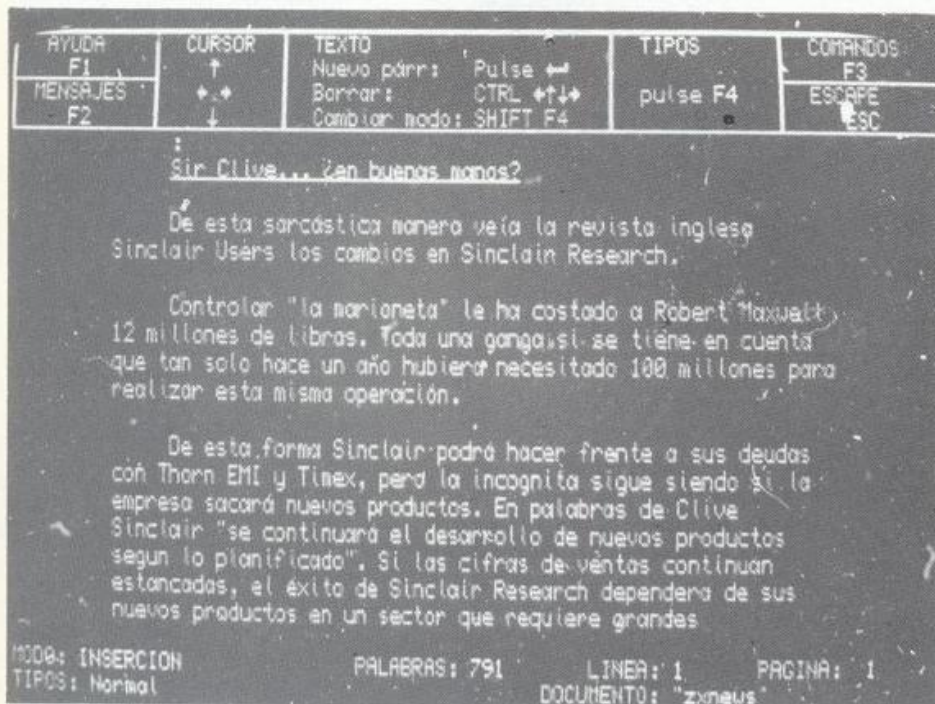 AYUDA
F1
MENSAJES
F2
CURSOR
↑
←.→
↓
TEXTO
Nuevo párr: Pulse ↵
Borrar: CTRL ←↑↓→
Cambiar modo: SHIFT F4
TIPOS
pulse F4
COMANDOS
F3
ESCAPE
ESC
Sir Clive... ¿en buenas manos?
De esta sarcástica manera veía la revista inglesa
Sinclair Users los cambios en Sinclair Research.
Controlar "la marioneta" le ha costado a Robert Maxwell
12 millones de libras. Toda una ganga,si se tiene en cuenta
que tan solo hace un año hubiera necesitado 100 millones para
realizar esta misma operación.
De esta forma Sinclair podrá hacer frente a sus deudas
con Thorn EMI y Timex, pero la incognita sigue siendo si la
empresa sacará nuevos productos. En palabras de Clive
Sinclair "se continuará el desarrollo de nuevos productos
segun lo planificado". Si las cifras de ventas continuan
estancadas, el éxito de Sinclair Research dependera de sus
nuevos productos en un sector que requiere grandes
MODO: INSERCION
TIPOS: Normal
PALABRAS: 791
LINEA: 1
PAGINA: 1
DOCUMENTO: "zxnews"